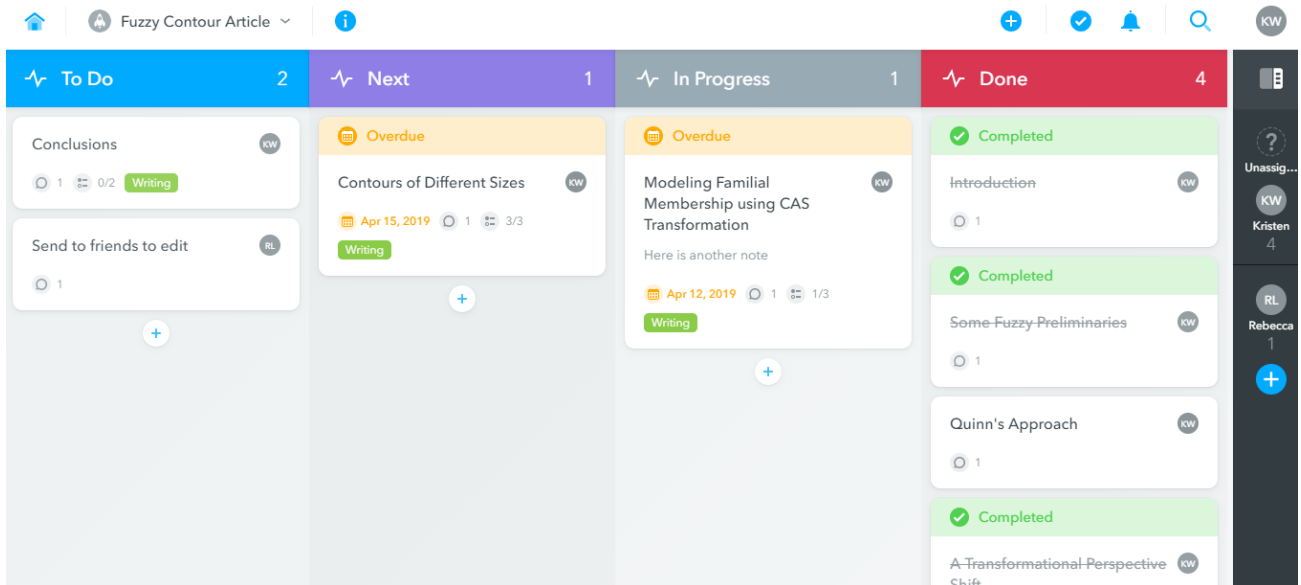 Fuzzy Contour Article
KW
To Do 2
Conclusions KW
1 0/2 Writing
Send to friends to edit RL
1
Next 1
Overdue
Contours of Different Sizes KW
Apr 15, 2019 1 3/3
Writing
In Progress 1
Overdue
Modeling Familial KW
Membership using CAS
Transformation
Here is another note
Apr 12, 2019 1 1/3
Writing
Done 4
Completed
Introduction KW
1
Completed
Some Fuzzy Preliminaries KW
1
Quinn's Approach KW
1
Completed
A Transformational Perspective KW
Shift
?
Unassig...
KW
Kristen
4
RL
Rebecca
1